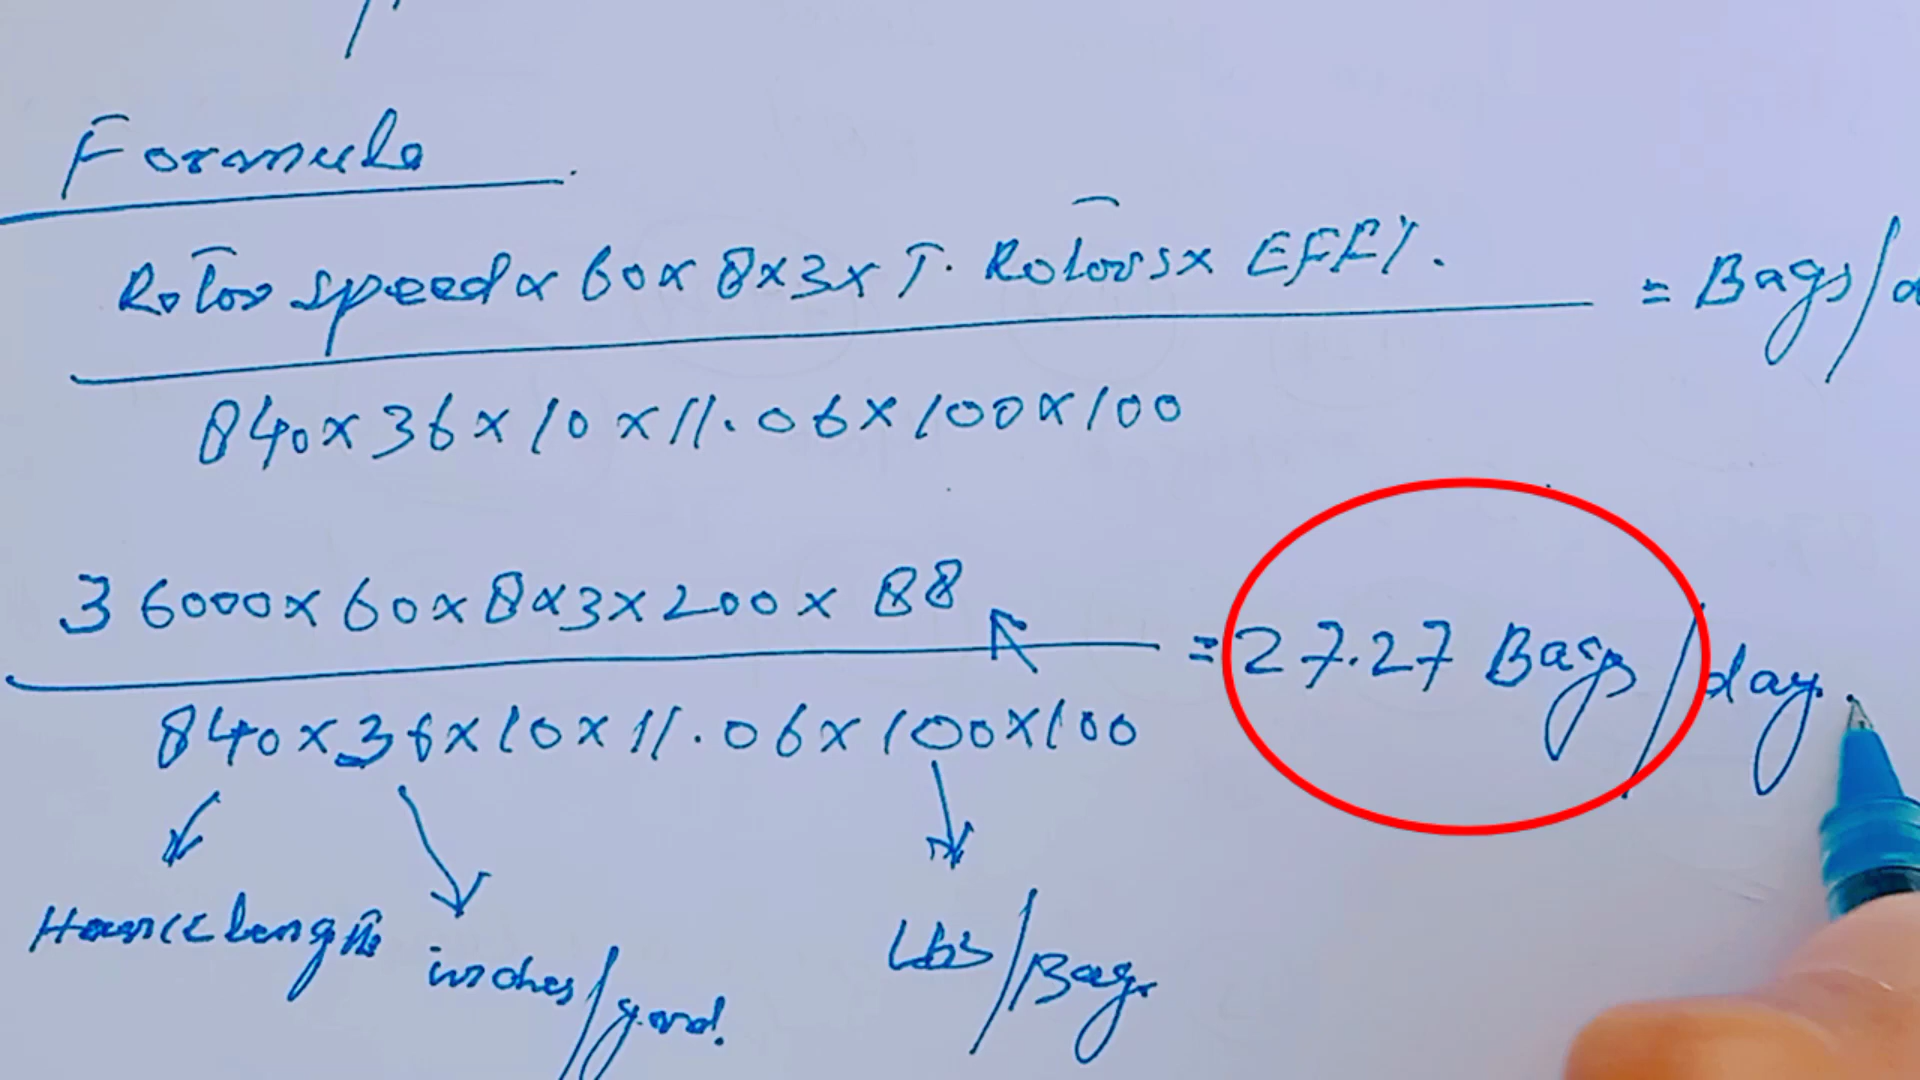 Formula
Rotor speed x 60 x 8 x 3 x T. Rotors x EFF%.
= Bags/d
840 x 36 x 10 x 11.06 x 100 x 100
36000 x 60 x 8 x 3 x 200 x 88
= 27.27 Bags/day.
840 x 36 x 10 x 11.06 x 100 x 100
length
inches/yard.
Lbs/Bag.